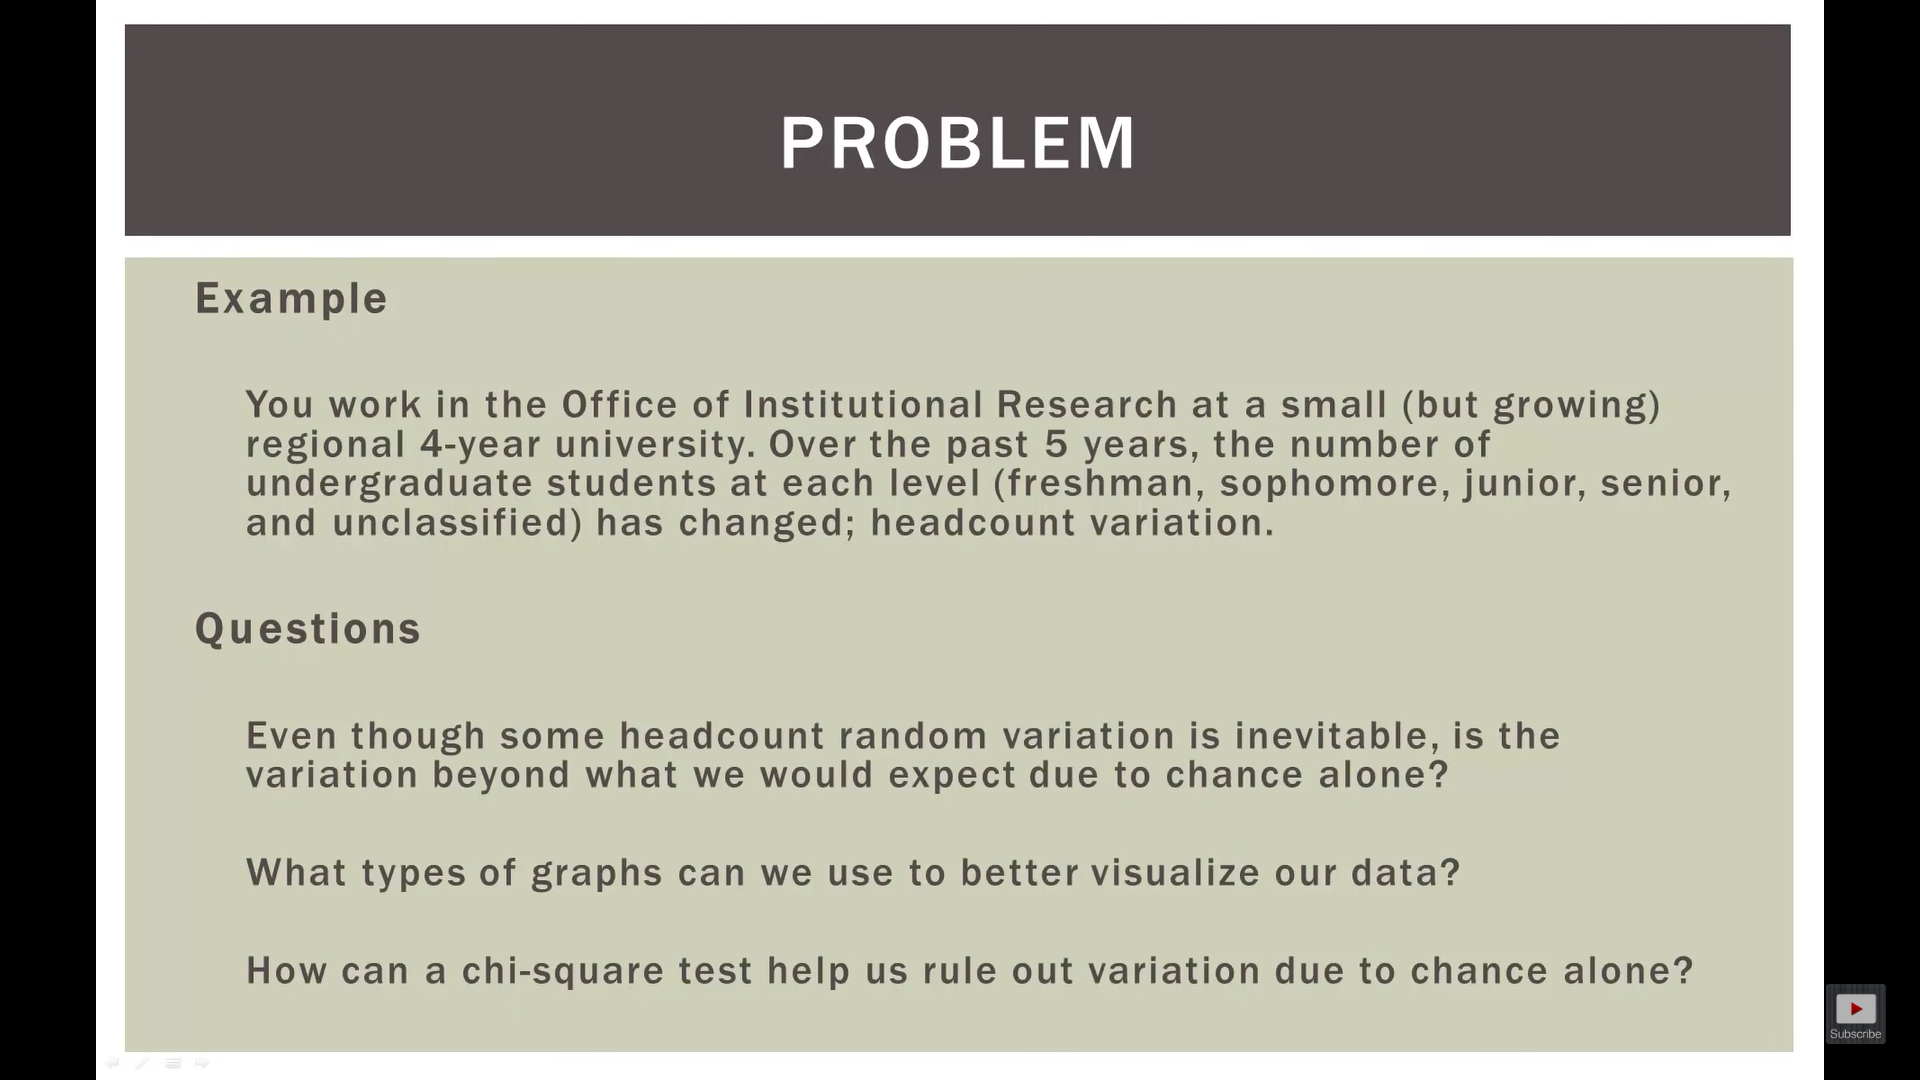 PROBLEM
Example
You work in the Office of Institutional Research at a small (but growing)
regional 4-year university. Over the past 5 years, the number of
undergraduate students at each level (freshman, sophomore, junior, senior,
and unclassified) has changed; headcount variation.
Questions
Even though some headcount random variation is inevitable, is the
variation beyond what we would expect due to chance alone?
What types of graphs can we use to better visualize our data?
How can a chi-square test help us rule out variation due to chance alone?
Subscribe